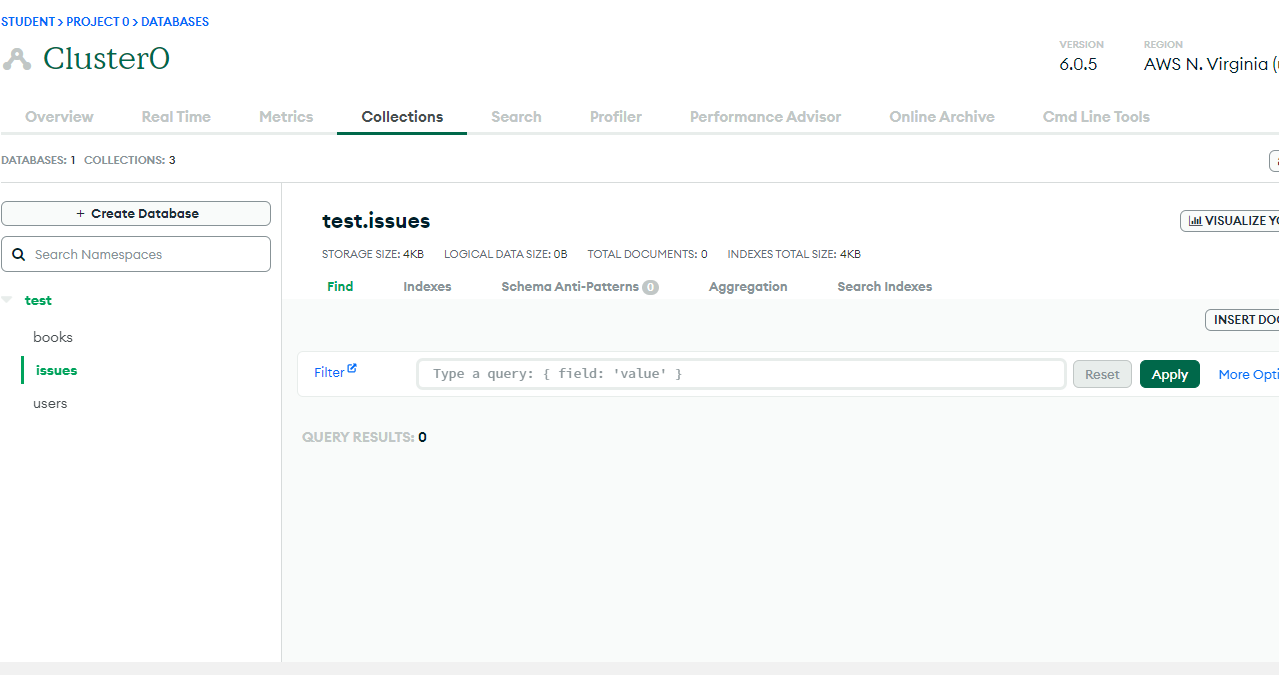 STUDENT > PROJECT 0 > DATABASES
Cluster0
VERSION
6.0.5
REGION
AWS N. Virginia (
Overview Real Time Metrics Collections Search Profiler Performance Advisor Online Archive Cmd Line Tools
DATABASES: 1 COLLECTIONS: 3
+ Create Database
Search Namespaces
test
books
issues
users
test.issues
VISUALIZE
STORAGE SIZE: 4KB LOGICAL DATA SIZE: 0B TOTAL DOCUMENTS: 0 INDEXES TOTAL SIZE: 4KB
Find Indexes Schema Anti-Patterns 0 Aggregation Search Indexes
INSERT
Filter Type a query: { field: 'value' } Reset Apply More
QUERY RESULTS: 0